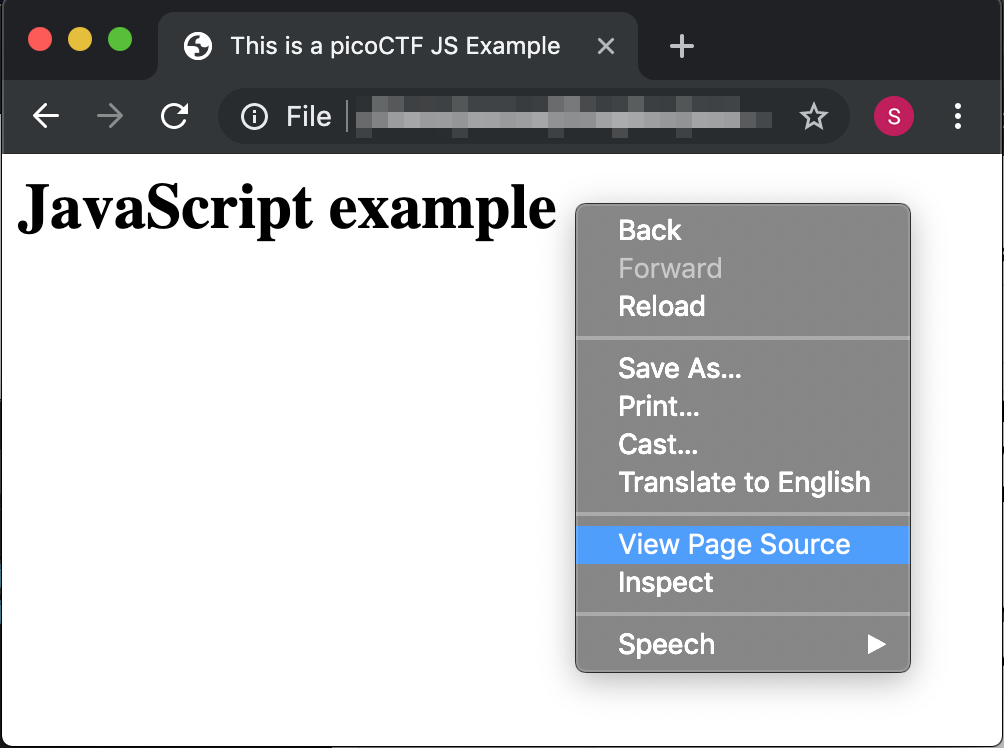 This is a picoCTF JS Example
File
S
JavaScript example
Back
Forward
Reload
Save As...
Print...
Cast...
Translate to English
View Page Source
Inspect
Speech